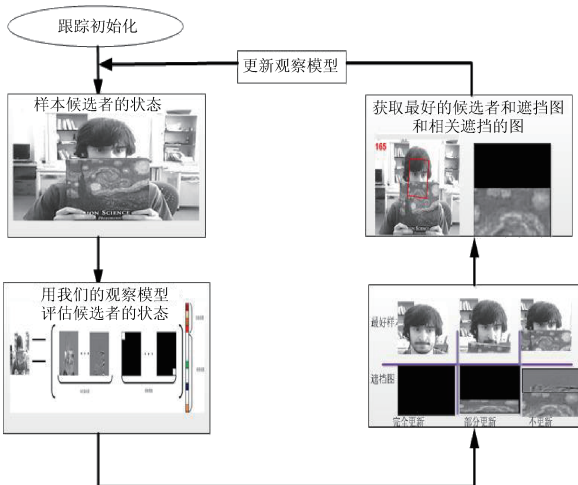 跟踪初始化
更新观察模型
样本候选者的状态
ION SCIENCE
获取最好的候选者和遮挡图
和相关遮挡的图
165
用我们的观察模型
评估候选者的状态
最好样
遮挡图
完全更新 部分更新 不更新